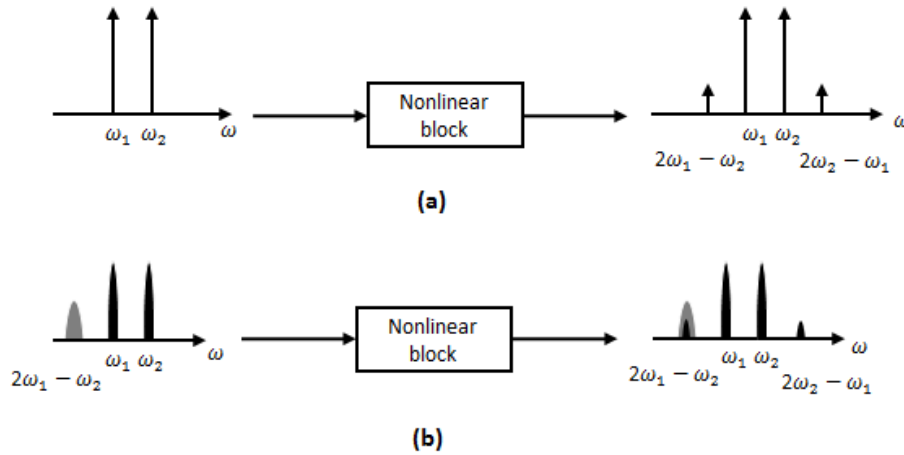 ω₁ ω₂ ω
Nonlinear
block
ω₁ ω₂ ω
2ω₁ − ω₂ 2ω₂ − ω₁
(a)
ω₁ ω₂ ω
2ω₁ − ω₂
Nonlinear
block
ω₁ ω₂ ω
2ω₁ − ω₂ 2ω₂ − ω₁
(b)